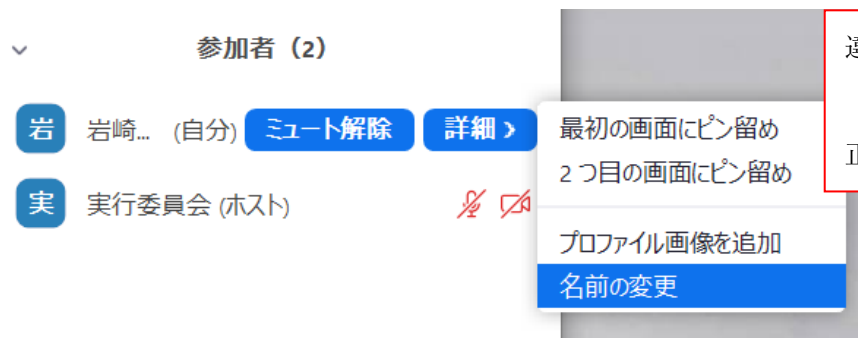 参加者（2）
岩 岩崎... (自分) ミュート解除 詳細 >
実 実行委員会 (ホスト)
最初の画面にピン留め
2 つ目の画面にピン留め
プロファイル画像を追加
名前の変更